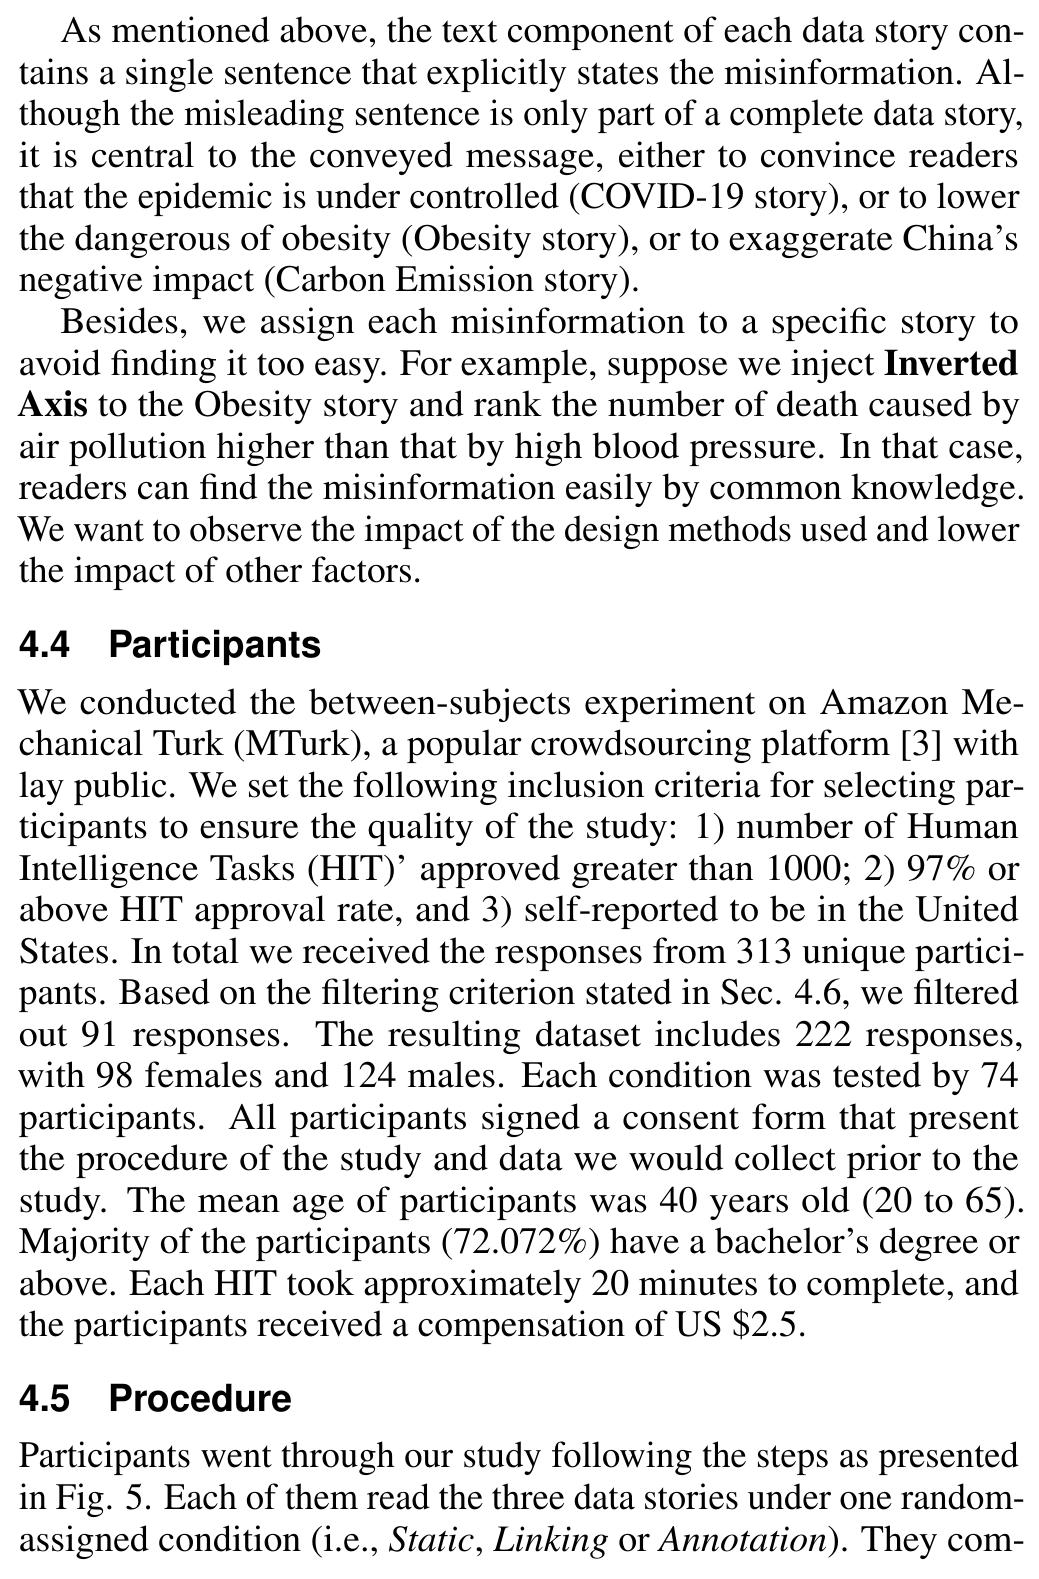 As mentioned above, the text component of each data story con-
tains a single sentence that explicitly states the misinformation. Al-
though the misleading sentence is only part of a complete data story,
it is central to the conveyed message, either to convince readers
that the epidemic is under controlled (COVID-19 story), or to lower
the dangerous of obesity (Obesity story), or to exaggerate China's
negative impact (Carbon Emission story).
Besides, we assign each misinformation to a specific story to
avoid finding it too easy. For example, suppose we inject Inverted
Axis to the Obesity story and rank the number of death caused by
air pollution higher than that by high blood pressure. In that case,
readers can find the misinformation easily by common knowledge.
We want to observe the impact of the design methods used and lower
the impact of other factors.
4.4 Participants
We conducted the between-subjects experiment on Amazon Me-
chanical Turk (MTurk), a popular crowdsourcing platform [3] with
lay public. We set the following inclusion criteria for selecting par-
ticipants to ensure the quality of the study: 1) number of Human
Intelligence Tasks (HIT)' approved greater than 1000; 2) 97% or
above HIT approval rate, and 3) self-reported to be in the United
States. In total we received the responses from 313 unique partici-
pants. Based on the filtering criterion stated in Sec. 4.6, we filtered
out 91 responses. The resulting dataset includes 222 responses,
with 98 females and 124 males. Each condition was tested by 74
participants. All participants signed a consent form that present
the procedure of the study and data we would collect prior to the
study. The mean age of participants was 40 years old (20 to 65).
Majority of the participants (72.072%) have a bachelor's degree or
above. Each HIT took approximately 20 minutes to complete, and
the participants received a compensation of US $2.5.
4.5 Procedure
Participants went through our study following the steps as presented
in Fig. 5. Each of them read the three data stories under one random-
assigned condition (i.e., Static, Linking or Annotation). They com-